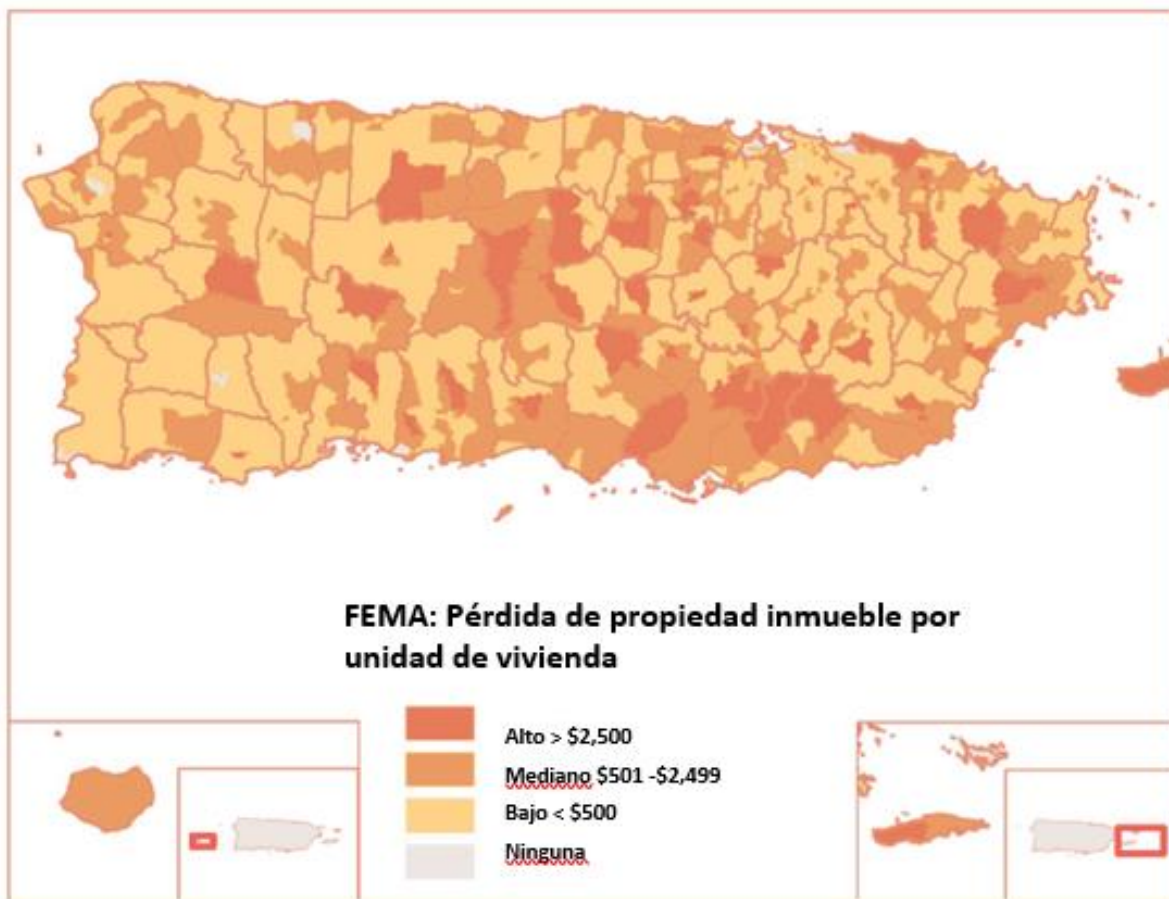 FEMA: Pérdida de propiedad inmueble por
unidad de vivienda
Alto > $2,500
Mediano $501 -$2,499
Bajo < $500
Ninguna